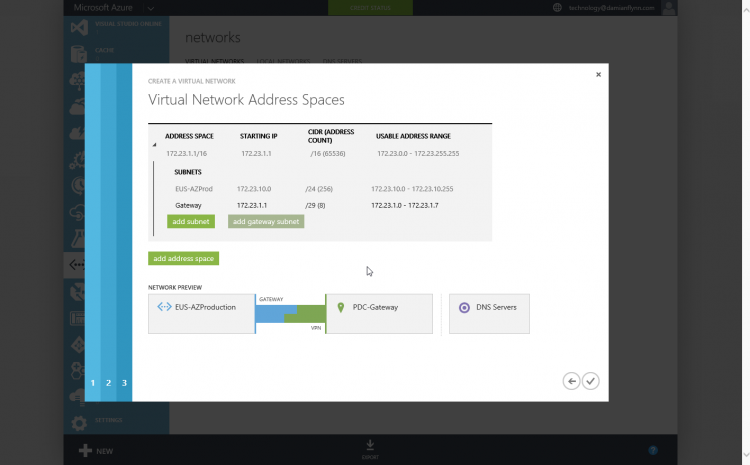 Microsoft Azure
CREDIT STATUS
technology@damianflynn.com
VISUAL STUDIO ONLINE
CACHE
networks
VIRTUAL NETWORKS LOCAL NETWORKS DNS SERVERS
CREATE A VIRTUAL NETWORK
Virtual Network Address Spaces
ADDRESS SPACE STARTING IP CIDR (ADDRESS COUNT) USABLE ADDRESS RANGE
172.23.1.1/16 172.23.1.1 /16 (65536) 172.23.0.0 - 172.23.255.255
SUBNETS
EUS-AZProd 172.23.10.0 /24 (256) 172.23.10.0 - 172.23.10.255
Gateway 172.23.1.1 /29 (8) 172.23.1.0 - 172.23.1.7
add subnet add gateway subnet
add address space
NETWORK PREVIEW
EUS-AZProduction GATEWAY VPN PDC-Gateway DNS Servers
1 2 3
SETTINGS
NEW
EXPORT
?